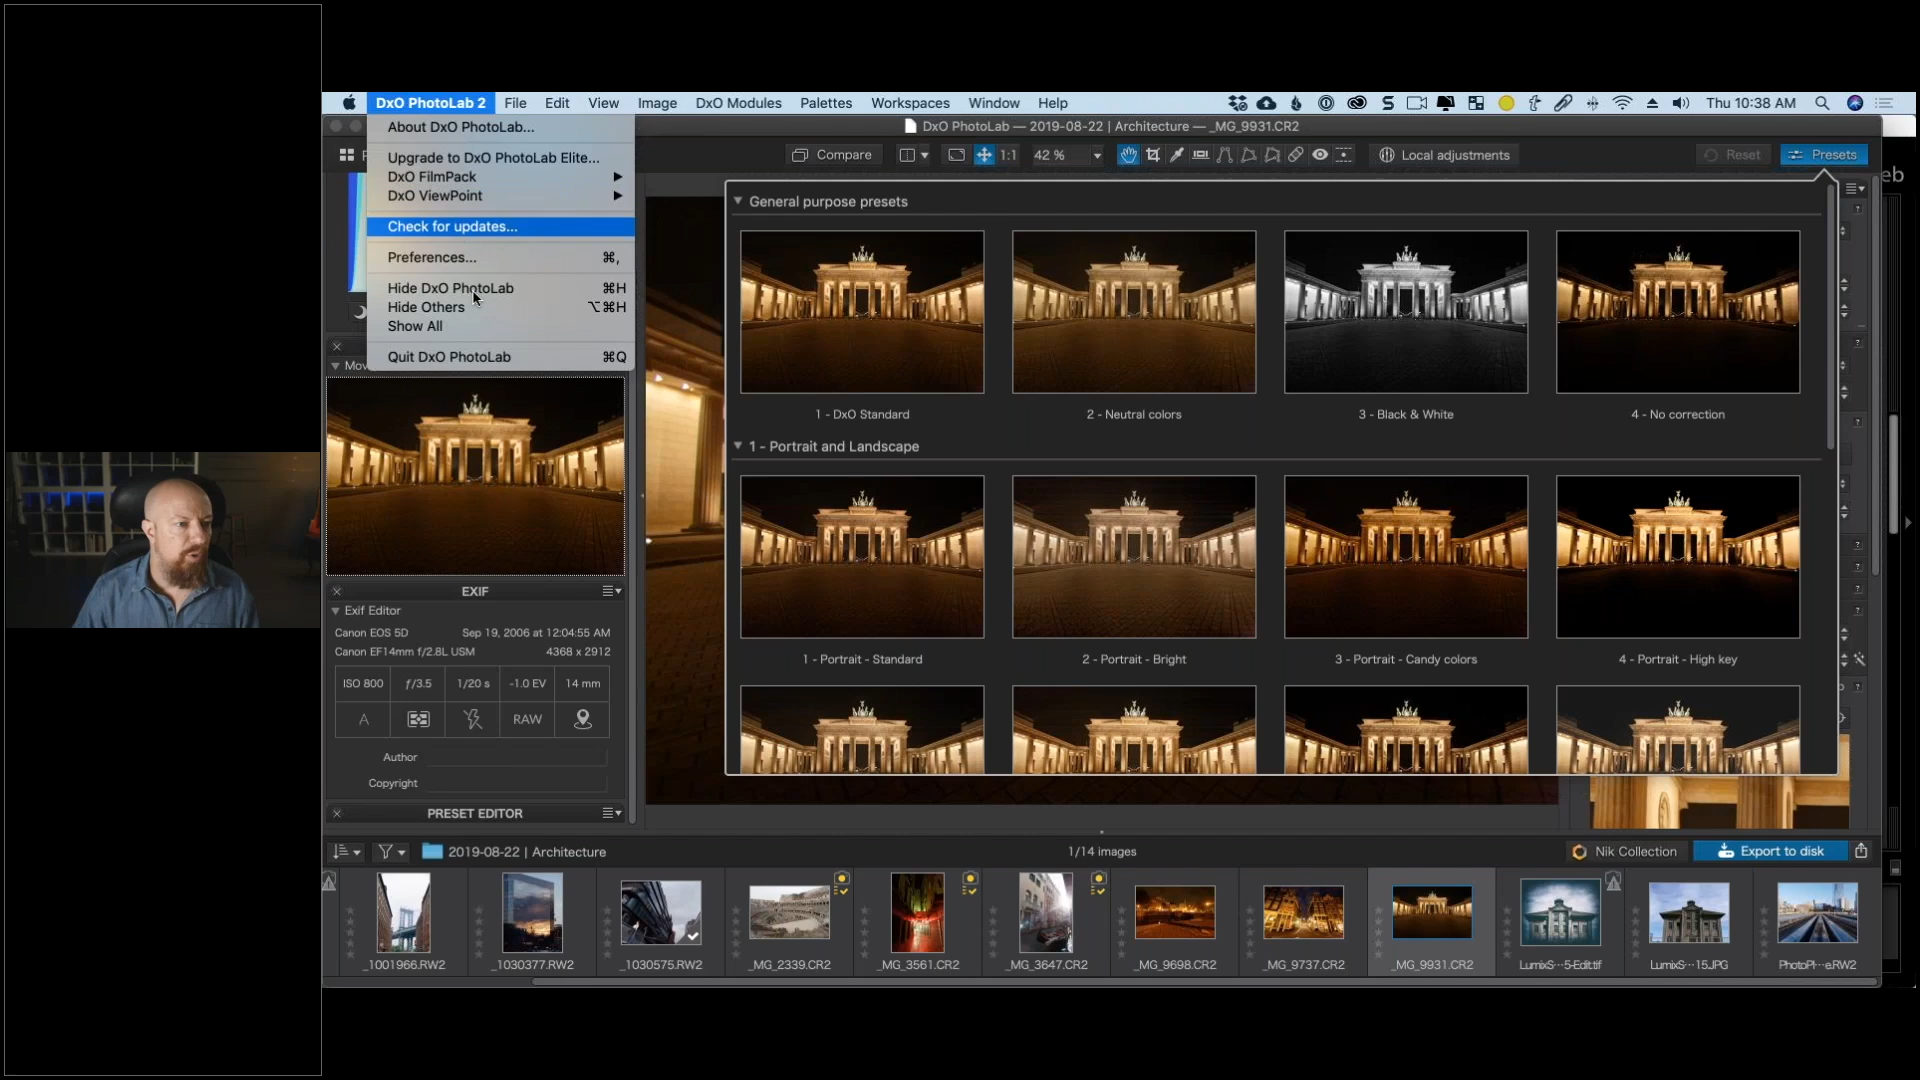 DxO PhotoLab 2 File Edit View Image DxO Modules Palettes Workspaces Window Help Thu 10:38 AM
About DxO PhotoLab...
Upgrade to DxO PhotoLab Elite...
DxO FilmPack
DxO ViewPoint
Check for updates...
Preferences... ⌘,
Hide DxO PhotoLab ⌘H
Hide Others ⌥⌘H
Show All
Quit DxO PhotoLab ⌘Q
DxO PhotoLab — 2019-08-22 | Architecture — _MG_9931.CR2
Compare 1:1 42 % Local adjustments Reset Presets
eb
General purpose presets
1 - DxO Standard
2 - Neutral colors
3 - Black & White
4 - No correction
1 - Portrait and Landscape
1 - Portrait - Standard
2 - Portrait - Bright
3 - Portrait - Candy colors
4 - Portrait - High key
Mov
EXIF
Exif Editor
Canon EOS 5D Sep 19, 2006 at 12:04:55 AM
Canon EF14mm f/2.8L USM 4368 x 2912
ISO 800 ƒ/3.5 1/20 s -1.0 EV 14 mm
A RAW
Author
Copyright
PRESET EDITOR
2019-08-22 | Architecture
1/14 images
Nik Collection
Export to disk
_1001966.RW2
_1030377.RW2
_1030575.RW2
_MG_2339.CR2
_MG_3561.CR2
_MG_3647.CR2
_MG_9698.CR2
_MG_9737.CR2
_MG_9931.CR2
LumixS···5-Edit.tif
LumixS···15.JPG
PhotoPl···e.RW2